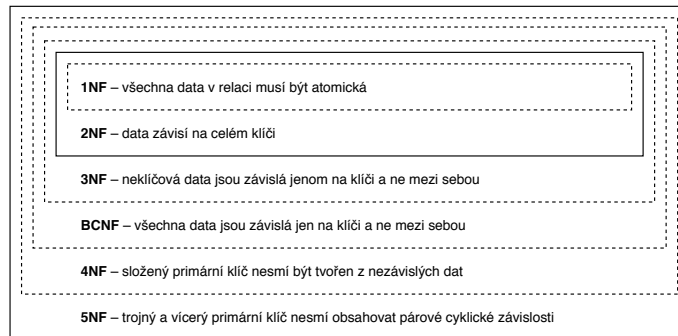 1NF – všechna data v relaci musí být atomická
2NF – data závisí na celém klíči
3NF – neklíčová data jsou závislá jenom na klíči a ne mezi sebou
BCNF – všechna data jsou závislá jen na klíči a ne mezi sebou
4NF – složený primární klíč nesmí být tvořen z nezávislých dat
5NF – trojný a vícerý primární klíč nesmí obsahovat párové cyklické závislosti